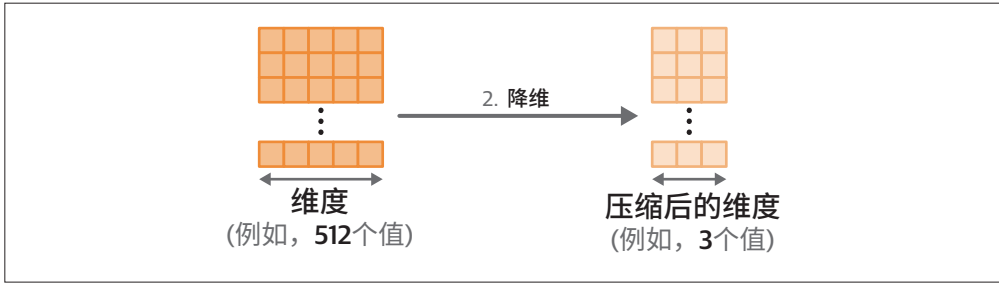 2. 降维
维度
(例如，512个值)
压缩后的维度
(例如，3个值)